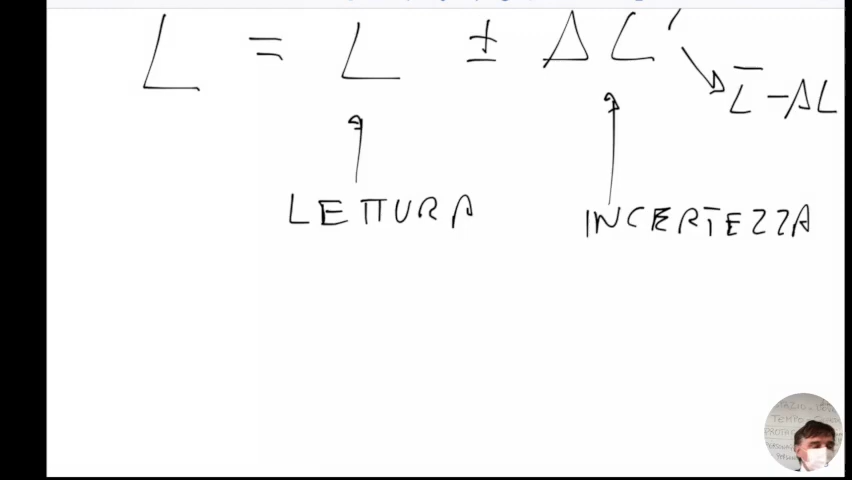 L = L ± ΔL
L̄ - ΔL
LETTURA
INCERTEZZA